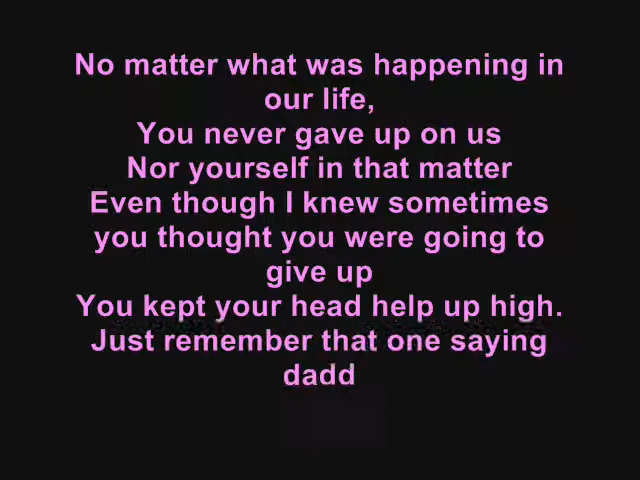 No matter what was happening in
our life,
You never gave up on us
Nor yourself in that matter
Even though I knew sometimes
you thought you were going to
give up
You kept your head help up high.
Just remember that one saying
dadd